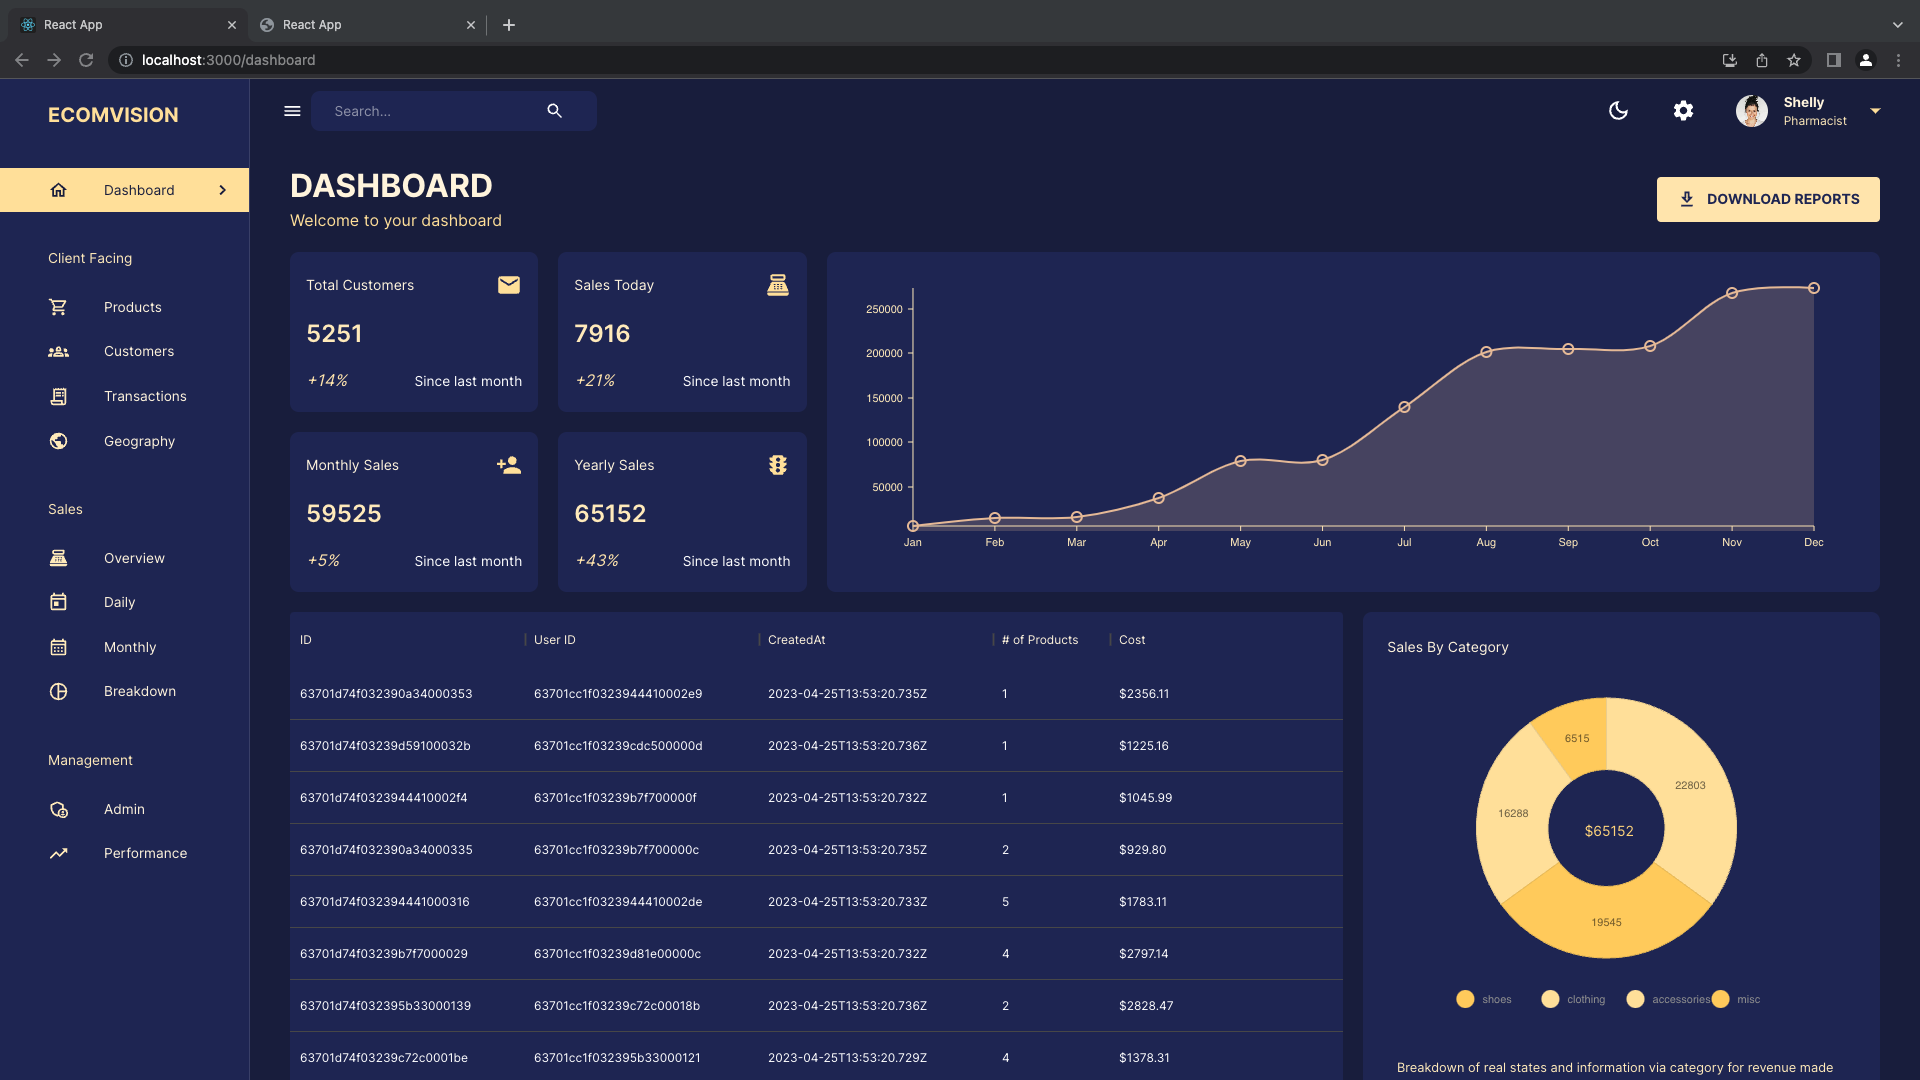 React App
React App
localhost:3000/dashboard
ECOMVISION
Search...
Shelly
Pharmacist
Dashboard
Client Facing
Products
Customers
Transactions
Geography
Sales
Overview
Daily
Monthly
Breakdown
Management
Admin
Performance
DASHBOARD
Welcome to your dashboard
DOWNLOAD REPORTS
Total Customers
5251
+14% Since last month
Sales Today
7916
+21% Since last month
Monthly Sales
59525
+5% Since last month
Yearly Sales
65152
+43% Since last month
250000
200000
150000
100000
50000
Jan Feb Mar Apr May Jun Jul Aug Sep Oct Nov Dec
ID User ID CreatedAt # of Products Cost
63701d74f032390a34000353 63701cc1f0323944410002e9 2023-04-25T13:53:20.735Z 1 $2356.11
63701d74f03239d59100032b 63701cc1f03239cdc500000d 2023-04-25T13:53:20.736Z 1 $1225.16
63701d74f0323944410002f4 63701cc1f03239b7f700000f 2023-04-25T13:53:20.732Z 1 $1045.99
63701d74f032390a34000335 63701cc1f03239b7f700000c 2023-04-25T13:53:20.735Z 2 $929.80
63701d74f032394441000316 63701cc1f0323944410002de 2023-04-25T13:53:20.733Z 5 $1783.11
63701d74f03239b7f7000029 63701cc1f03239d81e00000c 2023-04-25T13:53:20.732Z 4 $2797.14
63701d74f032395b33000139 63701cc1f03239c72c00018b 2023-04-25T13:53:20.736Z 2 $2828.47
63701d74f03239c72c0001be 63701cc1f032395b33000121 2023-04-25T13:53:20.729Z 4 $1378.31
Sales By Category
6515
22803
16288
$65152
19545
shoes clothing accessories misc
Breakdown of real states and information via category for revenue made